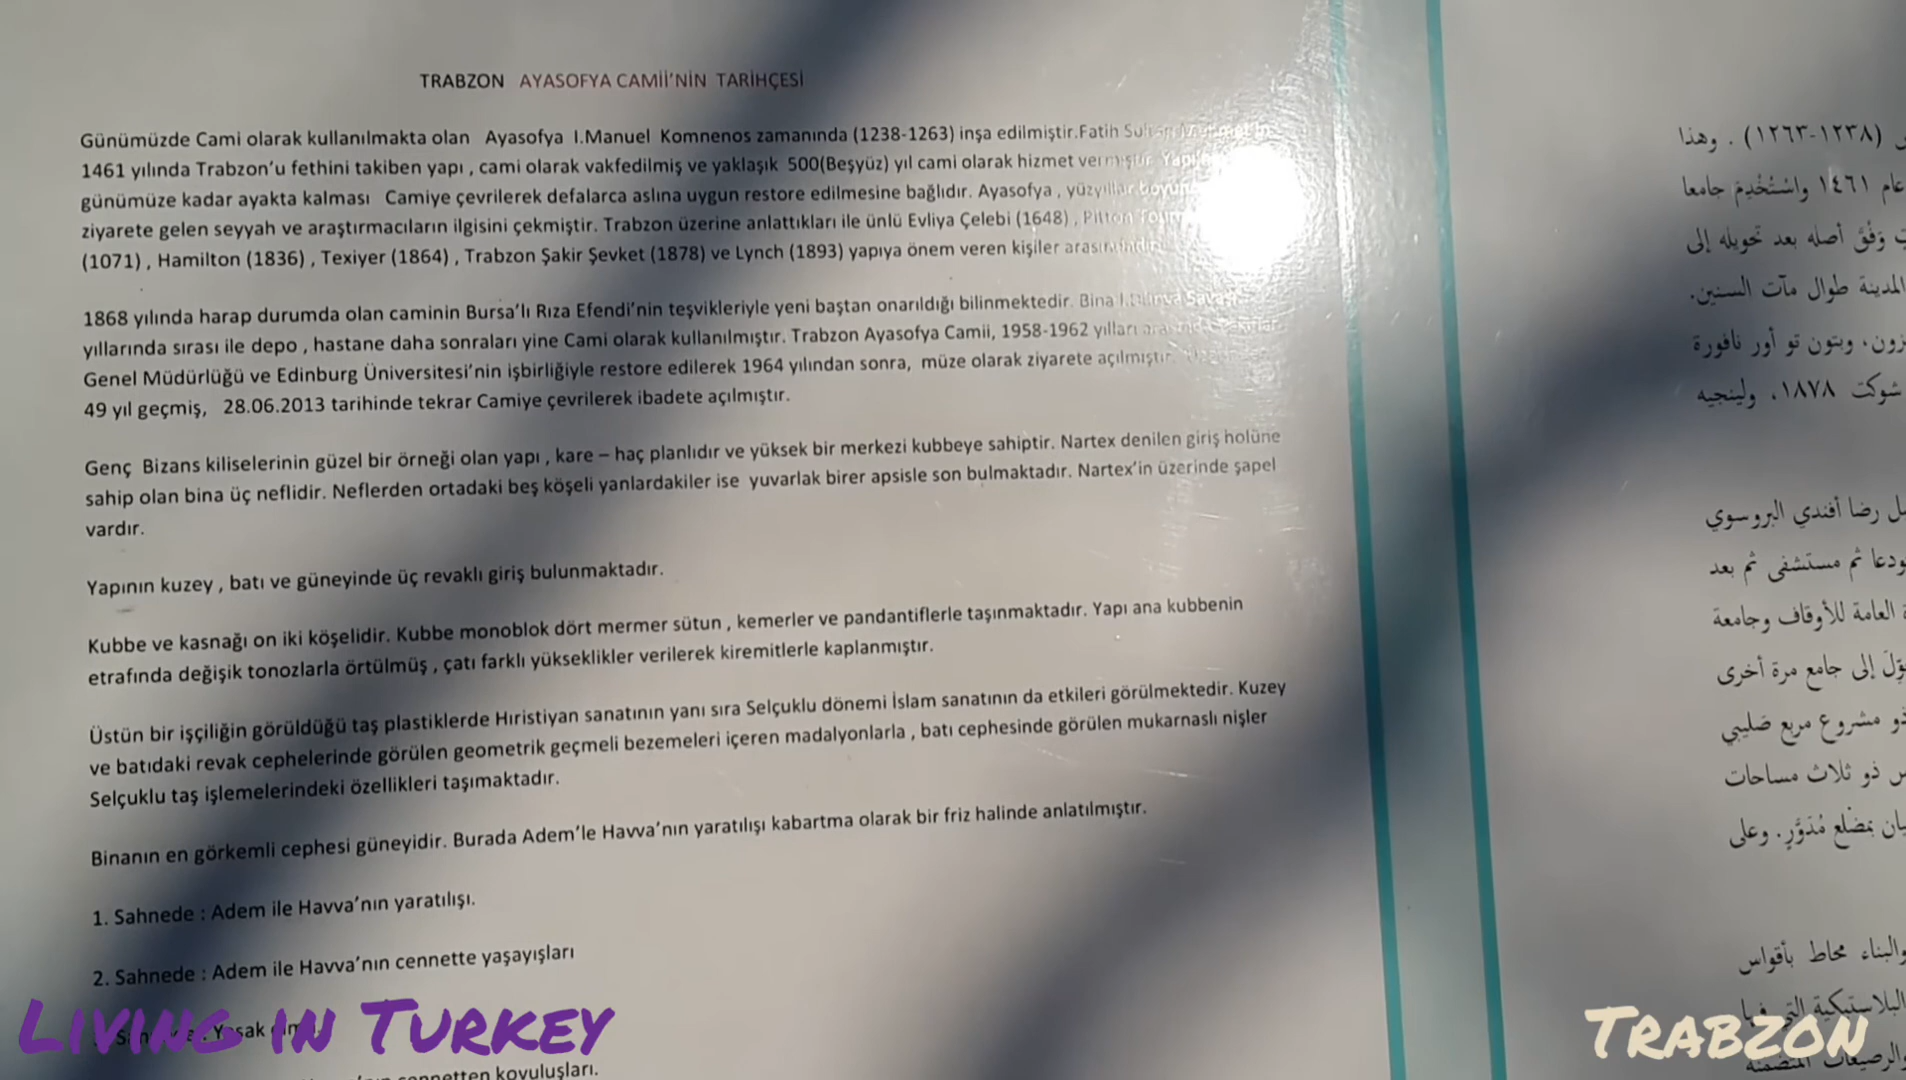 TRABZON AYASOFYA CAMİİ'NİN TARİHÇESİ
Günümüzde Cami olarak kullanılmakta olan Ayasofya I.Manuel Komnenos zamanında (1238-1263) inşa edilmiştir.Fatih
1461 yılında Trabzon'u fethini takiben yapı , cami olarak vakfedilmiş ve yaklaşık 500(Beşyüz) yıl cami olarak hizmet vermiştir.
günümüze kadar ayakta kalması Camiye çevrilerek defalarca aslına uygun restore edilmesine bağlıdır. Ayasofya , yüzyıllar boyunca
ziyarete gelen seyyah ve araştırmacıların ilgisini çekmiştir. Trabzon üzerine anlattıkları ile ünlü Evliya Çelebi (1648) , Pitton
(1071) , Hamilton (1836) , Texiyer (1864) , Trabzon Şakir Şevket (1878) ve Lynch (1893) yapıya önem veren kişiler arasındadır.
1868 yılında harap durumda olan caminin Bursa'lı Rıza Efendi'nin teşvikleriyle yeni baştan onarıldığı bilinmektedir. Bina
yıllarında sırası ile depo , hastane daha sonraları yine Cami olarak kullanılmıştır. Trabzon Ayasofya Camii, 1958-1962 yılları
Genel Müdürlüğü ve Edinburg Üniversitesi'nin işbirliğiyle restore edilerek 1964 yılından sonra, müze olarak ziyarete açılmıştır.
49 yıl geçmiş, 28.06.2013 tarihinde tekrar Camiye çevrilerek ibadete açılmıştır.
Genç Bizans kiliselerinin güzel bir örneği olan yapı , kare – haç planlıdır ve yüksek bir merkezi kubbeye sahiptir. Nartex denilen giriş holüne
sahip olan bina üç neflidir. Neflerden ortadaki beş köşeli yanlardakiler ise yuvarlak birer apsisle son bulmaktadır. Nartex'in üzerinde şapel
vardır.
Yapının kuzey , batı ve güneyinde üç revaklı giriş bulunmaktadır.
Kubbe ve kasnağı on iki köşelidir. Kubbe monoblok dört mermer sütun , kemerler ve pandantiflerle taşınmaktadır. Yapı ana kubbenin
etrafında değişik tonozlarla örtülmüş , çatı farklı yükseklikler verilerek kiremitlerle kaplanmıştır.
Üstün bir işçiliğin görüldüğü taş plastiklerde Hıristiyan sanatının yanı sıra Selçuklu dönemi İslam sanatının da etkileri görülmektedir. Kuzey
ve batıdaki revak cephelerinde görülen geometrik geçmeli bezemeleri içeren madalyonlarla , batı cephesinde görülen mukarnaslı nişler
Selçuklu taş işlemelerindeki özellikleri taşımaktadır.
Binanın en görkemli cephesi güneyidir. Burada Adem'le Havva'nın yaratılışı kabartma olarak bir friz halinde anlatılmıştır.
1. Sahnede : Adem ile Havva'nın yaratılışı.
2. Sahnede : Adem ile Havva'nın cennette yaşayışları
Yasak
cennetten kovuluşları.
(١٢٣٨-١٢٦٣) . وهذا
عام ١٤٦١ واسْتُخْدِمَ جامعا
وَفْقَ أصله بعد تحويله إلى
المدينة طوال مآت السنين.
وبتون تو أور نافورة
شوكت ١٨٧٨، ولينجيه
رضا أفندي البروسوي
ثم مستشفى ثم بعد
العامة للأوقاف وجامعة
إلى جامع مرة أخرى
ذو مشروع مربع صليبي
ذو ثلاث مساحات
بمضلع مُدَوَّرٍ. وعلى
والبناء محاط بأقواس
البلاستيكية التي فيها
LIVING IN TURKEY
TRABZON